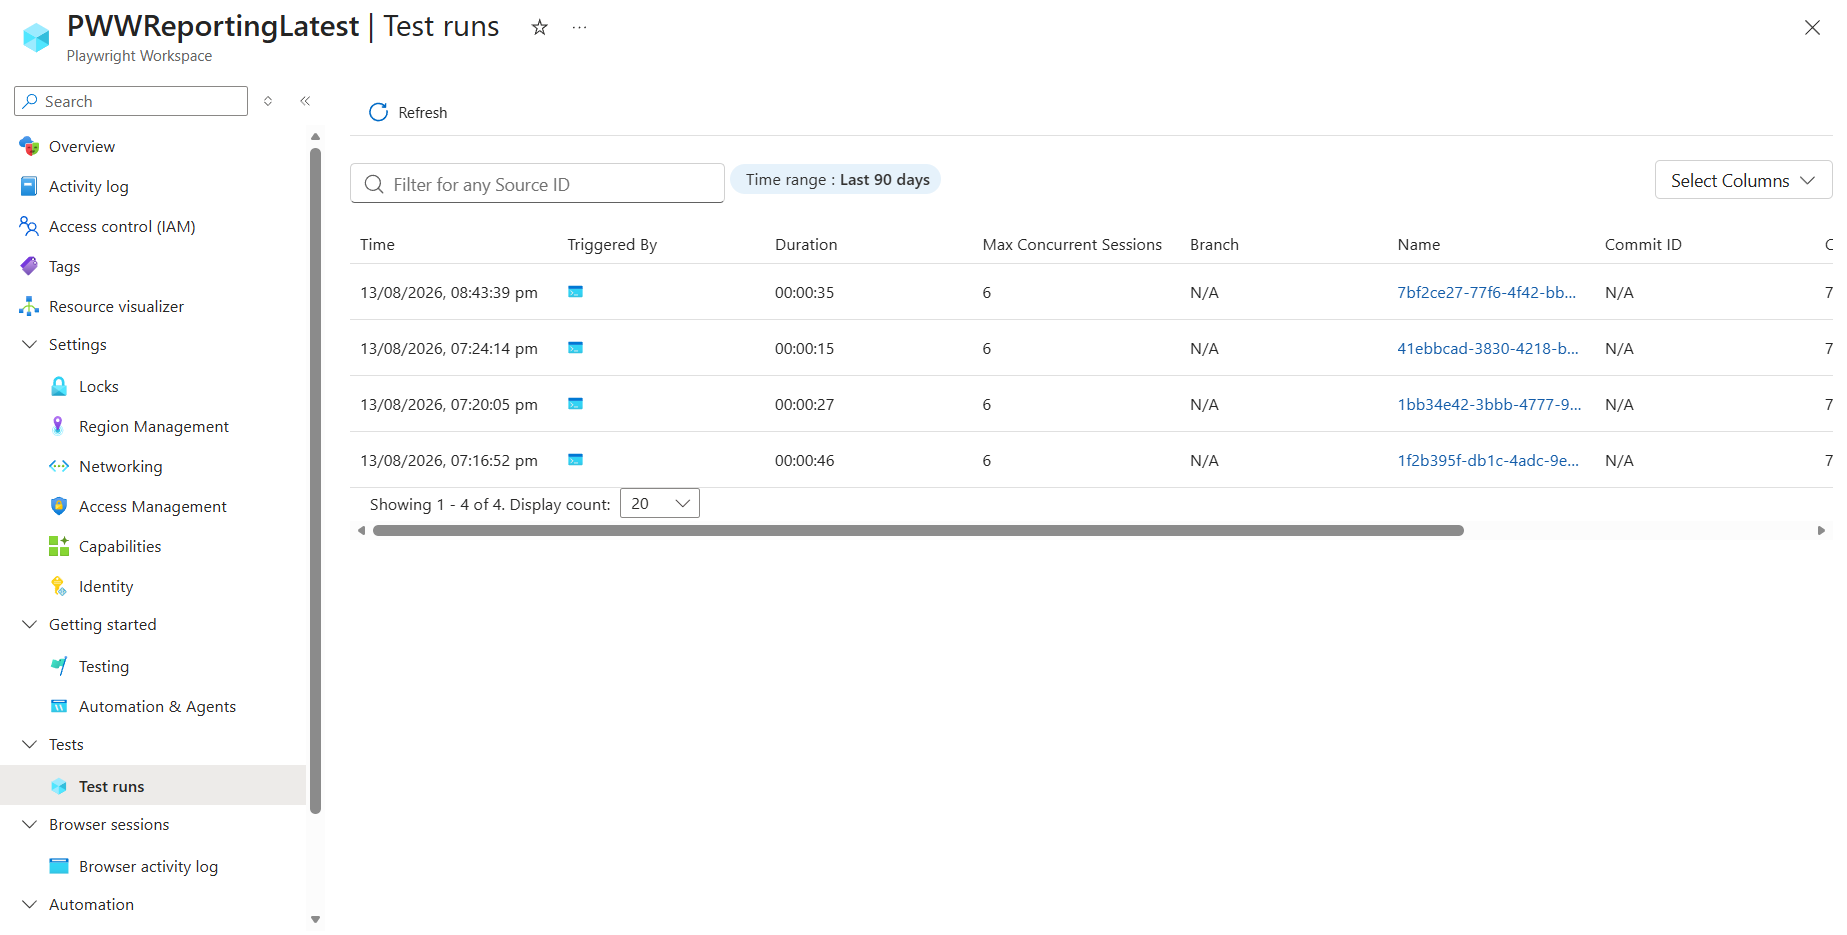 PWWReportingLatest | Test runs
Playwright Workspace
Search
Overview
Activity log
Access control (IAM)
Tags
Resource visualizer
Settings
Locks
Region Management
Networking
Access Management
Capabilities
Identity
Getting started
Testing
Automation & Agents
Tests
Test runs
Browser sessions
Browser activity log
Automation
Refresh
Filter for any Source ID
Time range : Last 90 days
Select Columns
Time Triggered By Duration Max Concurrent Sessions Branch Name Commit ID
13/08/2026, 08:43:39 pm 00:00:35 6 N/A 7bf2ce27-77f6-4f42-bb... N/A 7
13/08/2026, 07:24:14 pm 00:00:15 6 N/A 41ebbcad-3830-4218-b... N/A 7
13/08/2026, 07:20:05 pm 00:00:27 6 N/A 1bb34e42-3bbb-4777-9... N/A 7
13/08/2026, 07:16:52 pm 00:00:46 6 N/A 1f2b395f-db1c-4adc-9e... N/A 7
Showing 1 - 4 of 4. Display count: 20